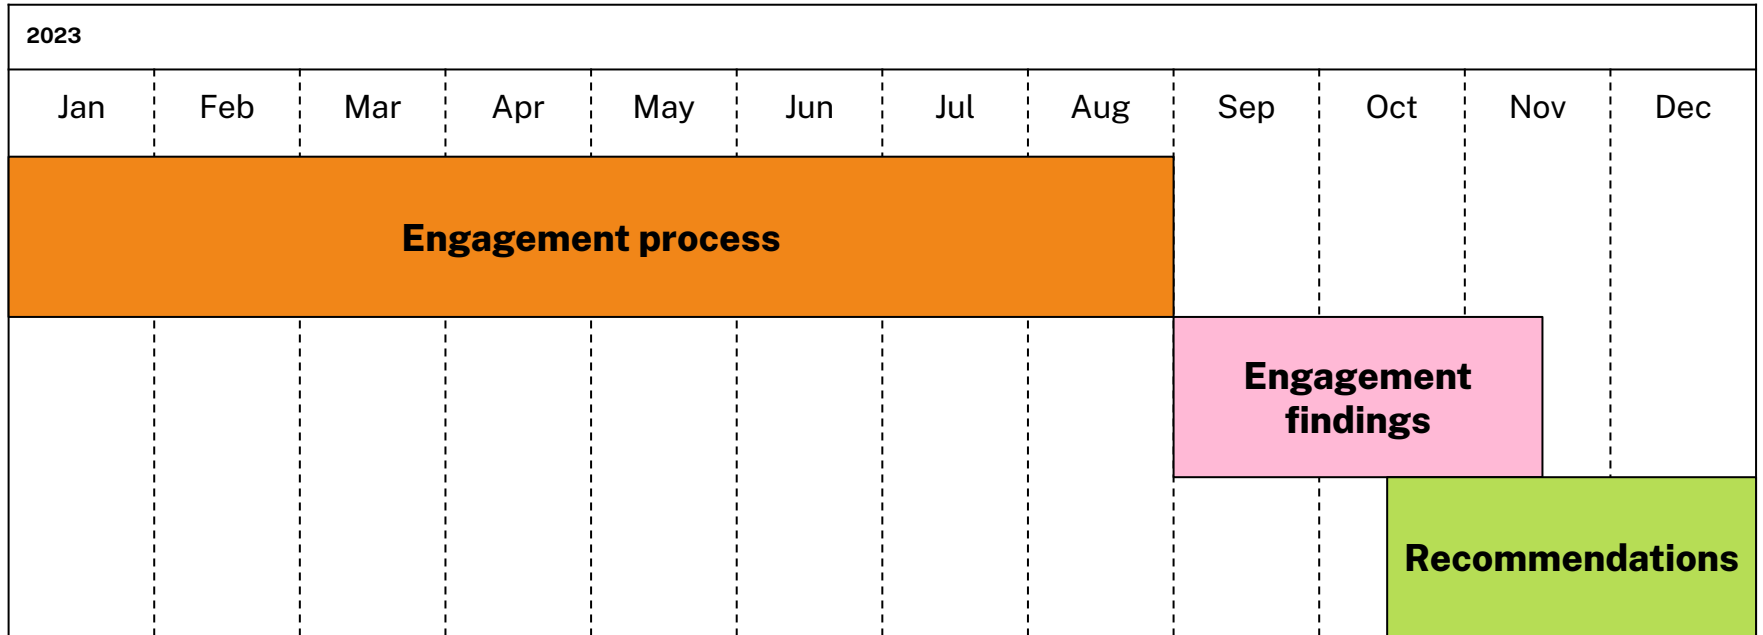 2023
Jan Feb Mar Apr May Jun Jul Aug Sep Oct Nov Dec
Engagement process
Engagement
findings
Recommendations